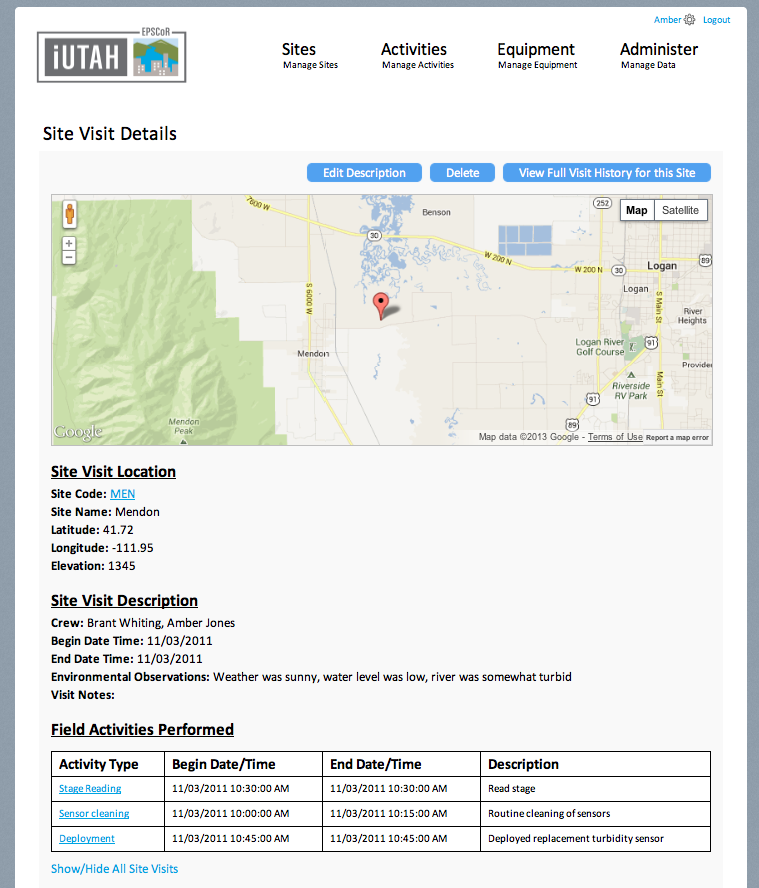 Amber Logout
EPSCoR
iUTAH
Sites Activities Equipment Administer
Manage Sites Manage Activities Manage Equipment Manage Data
Site Visit Details
Edit Description Delete View Full Visit History for this Site
7600 W
Benson
252
Map Satellite
+
−
30
W 200 N
W 200 N
30
Logan
89
Logan
S 6000 W
S Main St
River
Heights
Mendon
Logan River
Golf Course
91
Provide
Riverside
RV Park
Main St
91
Mendon
Peak
89
Google
Map data ©2013 Google - Terms of Use Report a map error
Site Visit Location
Site Code: MEN
Site Name: Mendon
Latitude: 41.72
Longitude: -111.95
Elevation: 1345
Site Visit Description
Crew: Brant Whiting, Amber Jones
Begin Date Time: 11/03/2011
End Date Time: 11/03/2011
Environmental Observations: Weather was sunny, water level was low, river was somewhat turbid
Visit Notes:
Field Activities Performed
Activity Type Begin Date/Time End Date/Time Description
Stage Reading 11/03/2011 10:30:00 AM 11/03/2011 10:30:00 AM Read stage
Sensor cleaning 11/03/2011 10:00:00 AM 11/03/2011 10:15:00 AM Routine cleaning of sensors
Deployment 11/03/2011 10:45:00 AM 11/03/2011 10:45:00 AM Deployed replacement turbidity sensor
Show/Hide All Site Visits